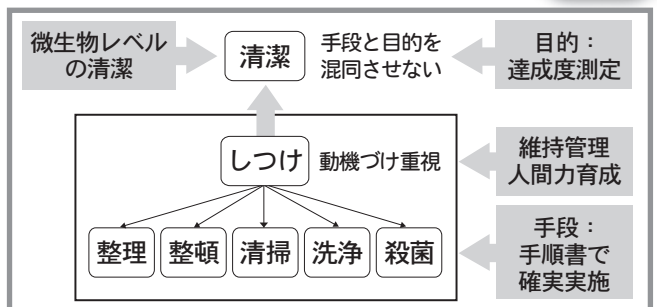 微生物レベル
の清潔
清潔
手段と目的を
混同させない
目的：
達成度測定
しつけ
動機づけ重視
維持管理
人間力育成
整理
整頓
清掃
洗浄
殺菌
手段：
手順書で
確実実施